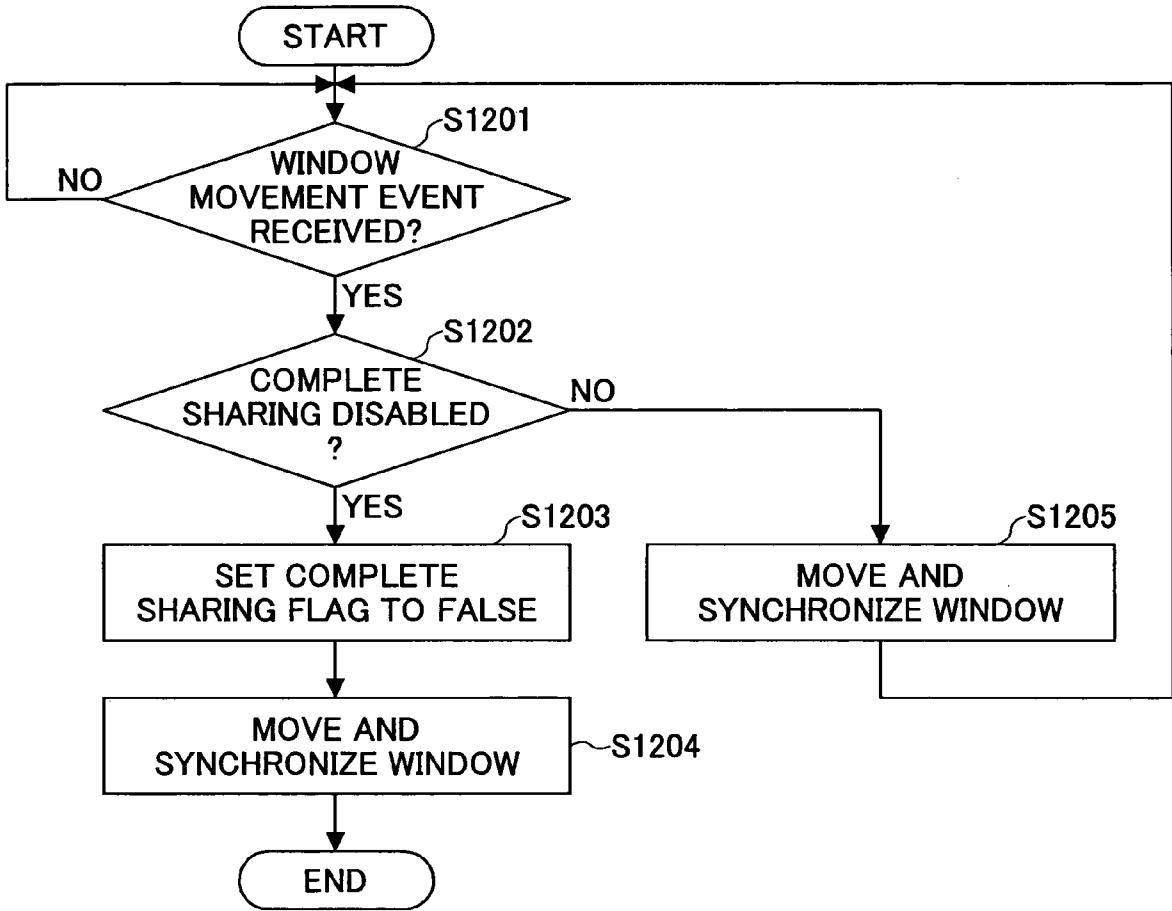 START
S1201
WINDOW
MOVEMENT EVENT
RECEIVED?
NO
YES
S1202
COMPLETE
SHARING DISABLED
?
NO
YES
S1203
SET COMPLETE
SHARING FLAG TO FALSE
S1205
MOVE AND
SYNCHRONIZE WINDOW
MOVE AND
SYNCHRONIZE WINDOW
S1204
END